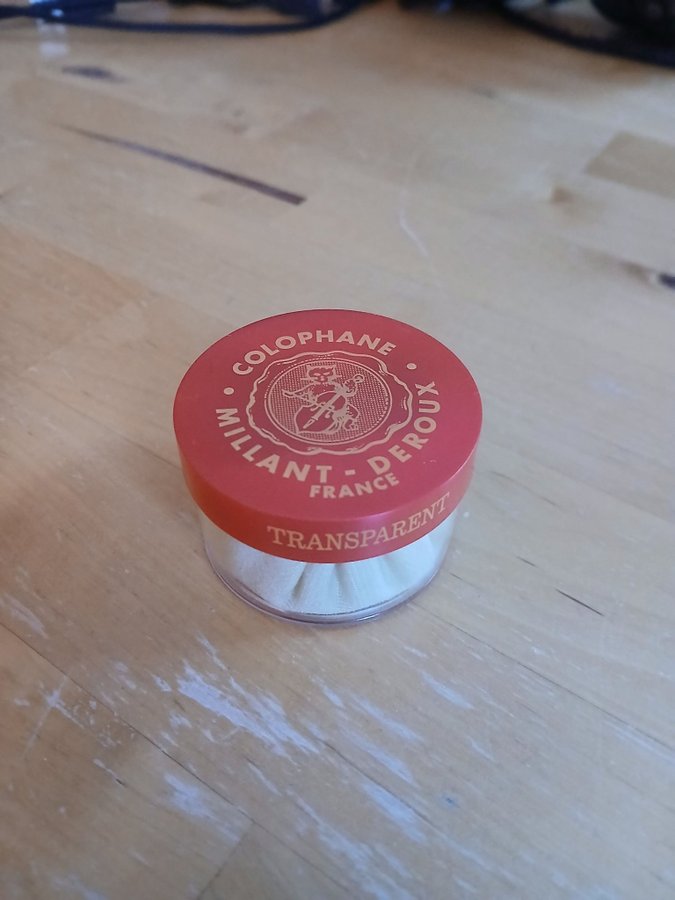 COLOPHANE
MILLANT - DEROUX
FRANCE
TRANSPARENT